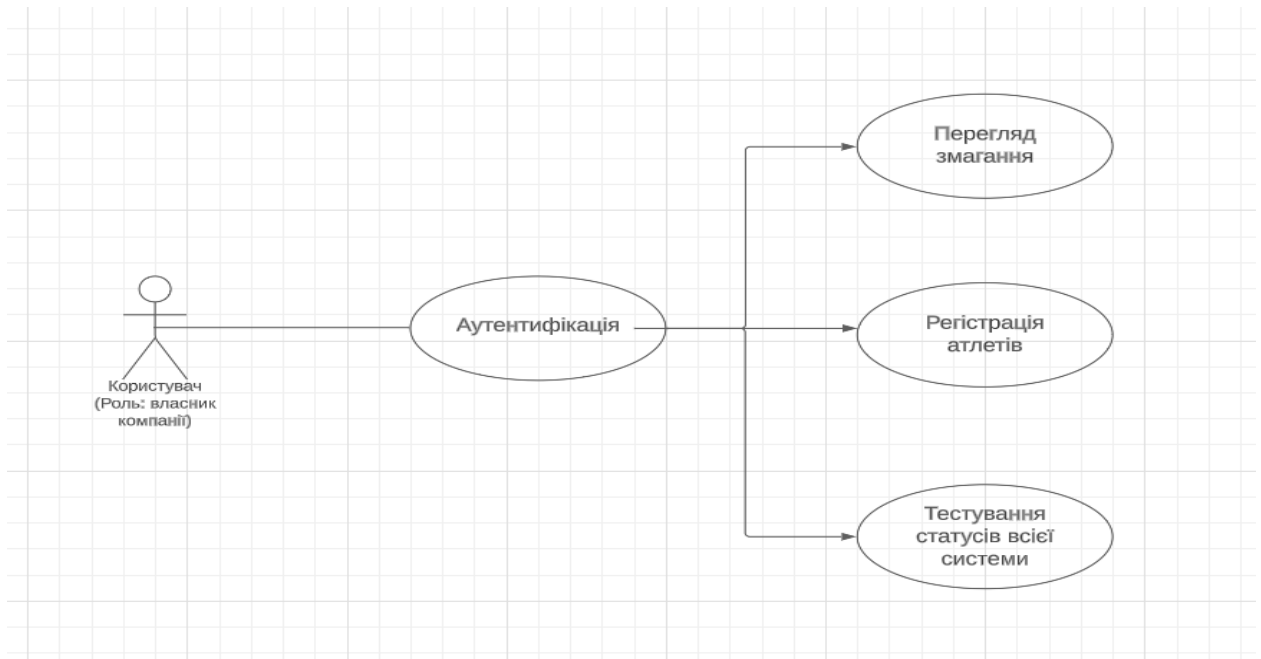 Перегляд
змагання
Аутентифікація
Регістрація
атлетів
Користувач
(Роль: власник
компанії)
Тестування
статусів всієї
системи